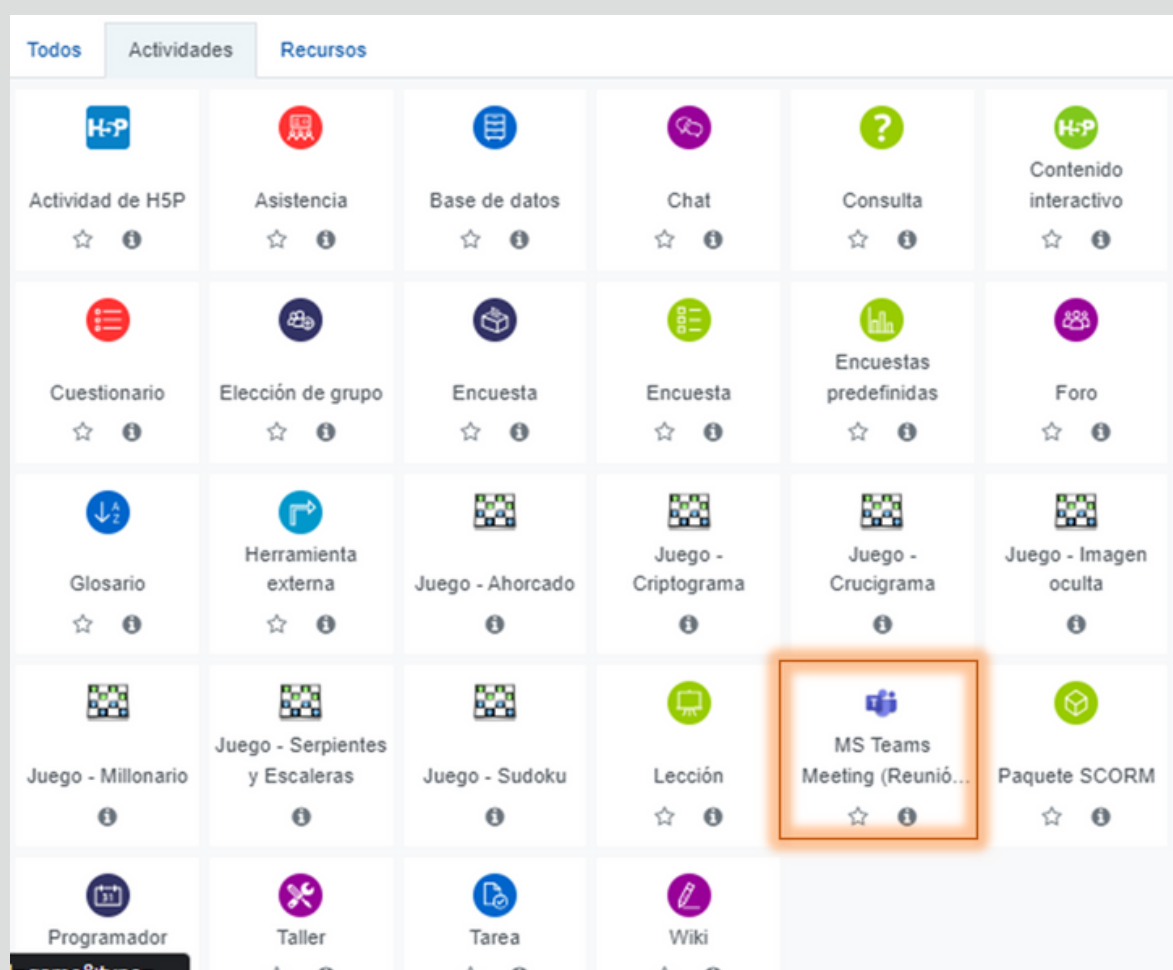 Todos Actividades Recursos
H5P
H5P
Actividad de H5P
Asistencia
Base de datos
Chat
Consulta
Contenido
interactivo
Cuestionario
Elección de grupo
Encuesta
Encuesta
Encuestas
predefinidas
Foro
A
Z
Glosario
Herramienta
externa
Juego - Ahorcado
Juego -
Criptograma
Juego -
Crucigrama
Juego - Imagen
oculta
Juego - Millonario
Juego - Serpientes
y Escaleras
Juego - Sudoku
Lección
T
MS Teams
Meeting (Reunió...
Paquete SCORM
31
Programador
Taller
Tarea
Wiki